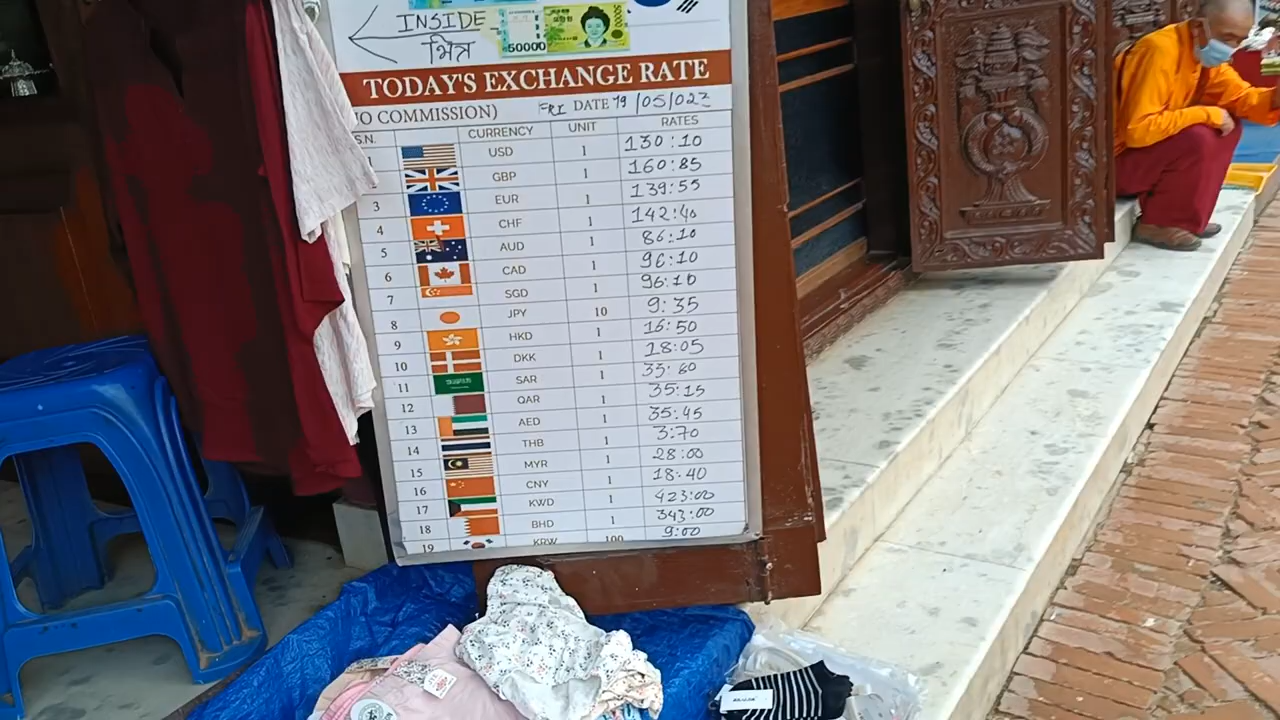 INSIDE
भित्र
50000
TODAY'S EXCHANGE RATE
COMMISSION) FRI DATE 19/05/023
S.N. CURRENCY UNIT RATES
USD 1 130:10
GBP 1 160:85
3 EUR 1 139:55
4 CHF 1 142:40
5 AUD 1 86:10
6 CAD 1 96:10
7 SGD 1 96:10
8 JPY 10 9:35
9 HKD 1 16:50
10 DKK 1 18:05
11 SAR 1 33:60
12 QAR 1 35:15
13 AED 1 35:45
14 THB 1 3:70
15 MYR 1 28:00
16 CNY 1 18:40
17 KWD 1 423:00
18 BHD 1 343:00
19 KRW 100 9:00